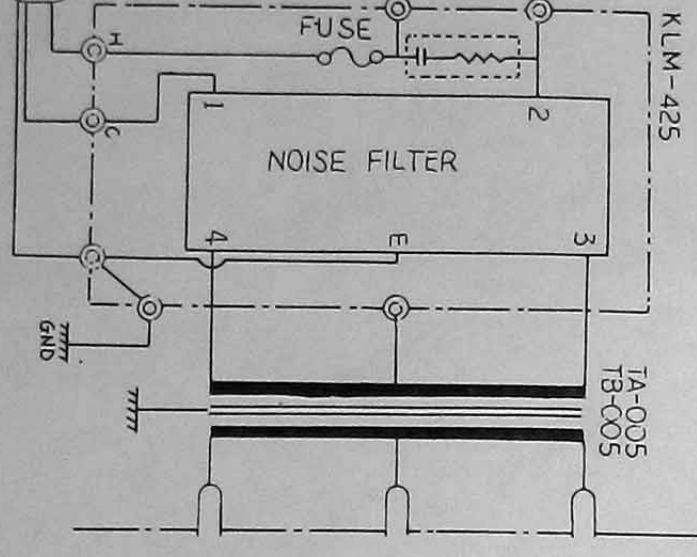 FUSE
KLM-425
I
C
1
2
NOISE FILTER
4
E
3
GND
TA-005
TB-005